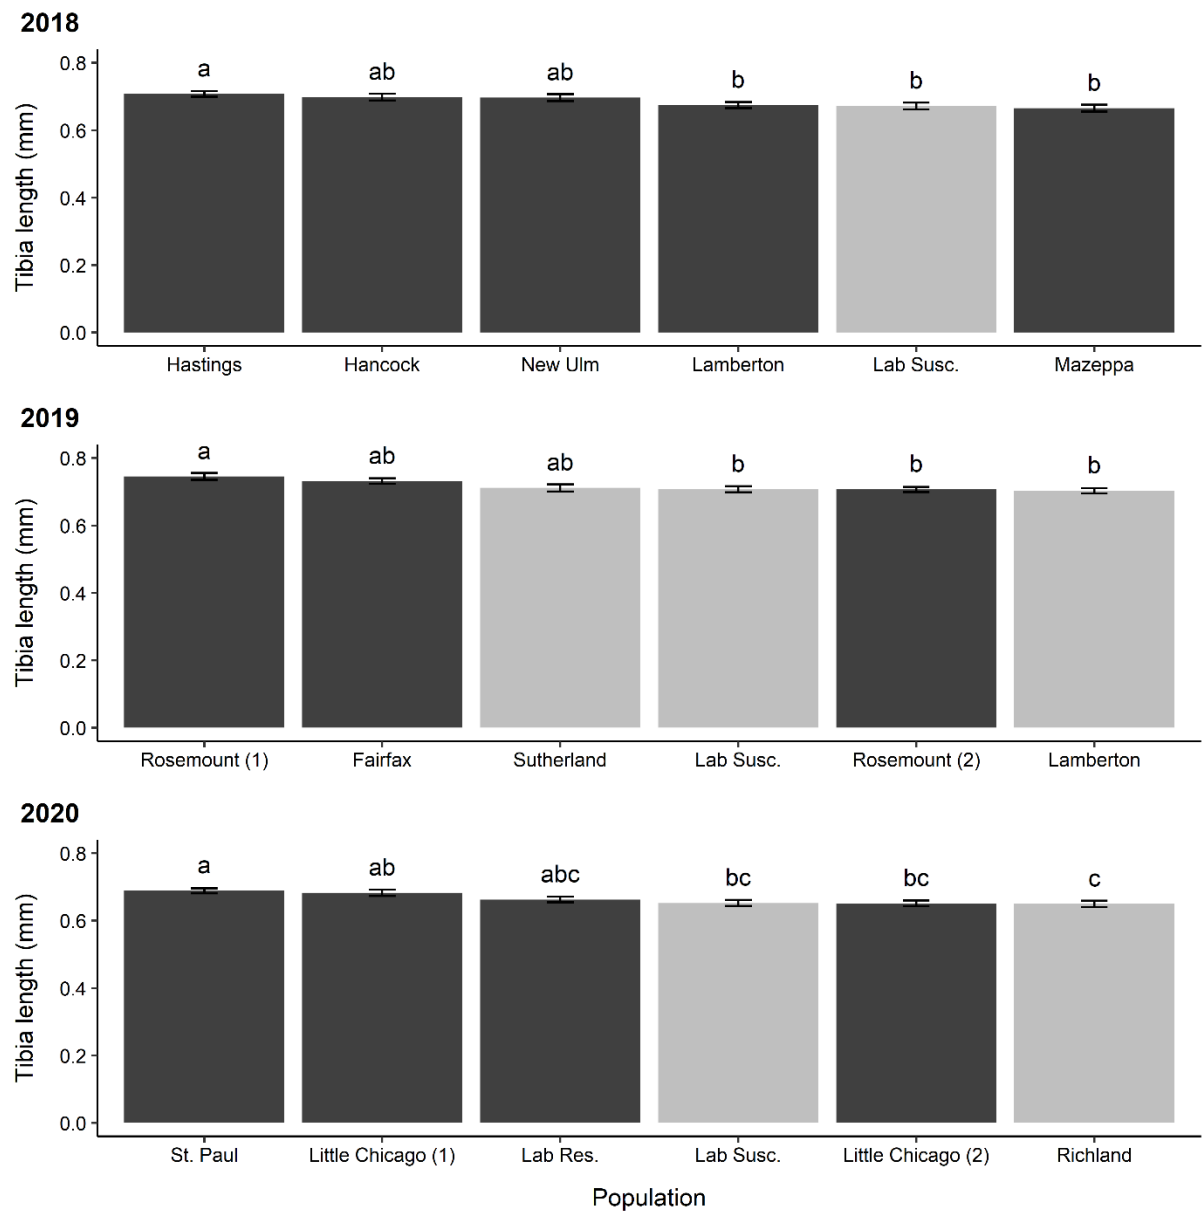 2018
a ab ab b b b
0.8
0.6
0.4
0.2
0.0
Tibia length (mm)
Hastings Hancock New Ulm Lamberton Lab Susc. Mazeppa
2019
a ab ab b b b
0.8
0.6
0.4
0.2
0.0
Tibia length (mm)
Rosemount (1) Fairfax Sutherland Lab Susc. Rosemount (2) Lamberton
2020
a ab abc bc bc c
0.8
0.6
0.4
0.2
0.0
Tibia length (mm)
St. Paul Little Chicago (1) Lab Res. Lab Susc. Little Chicago (2) Richland
Population